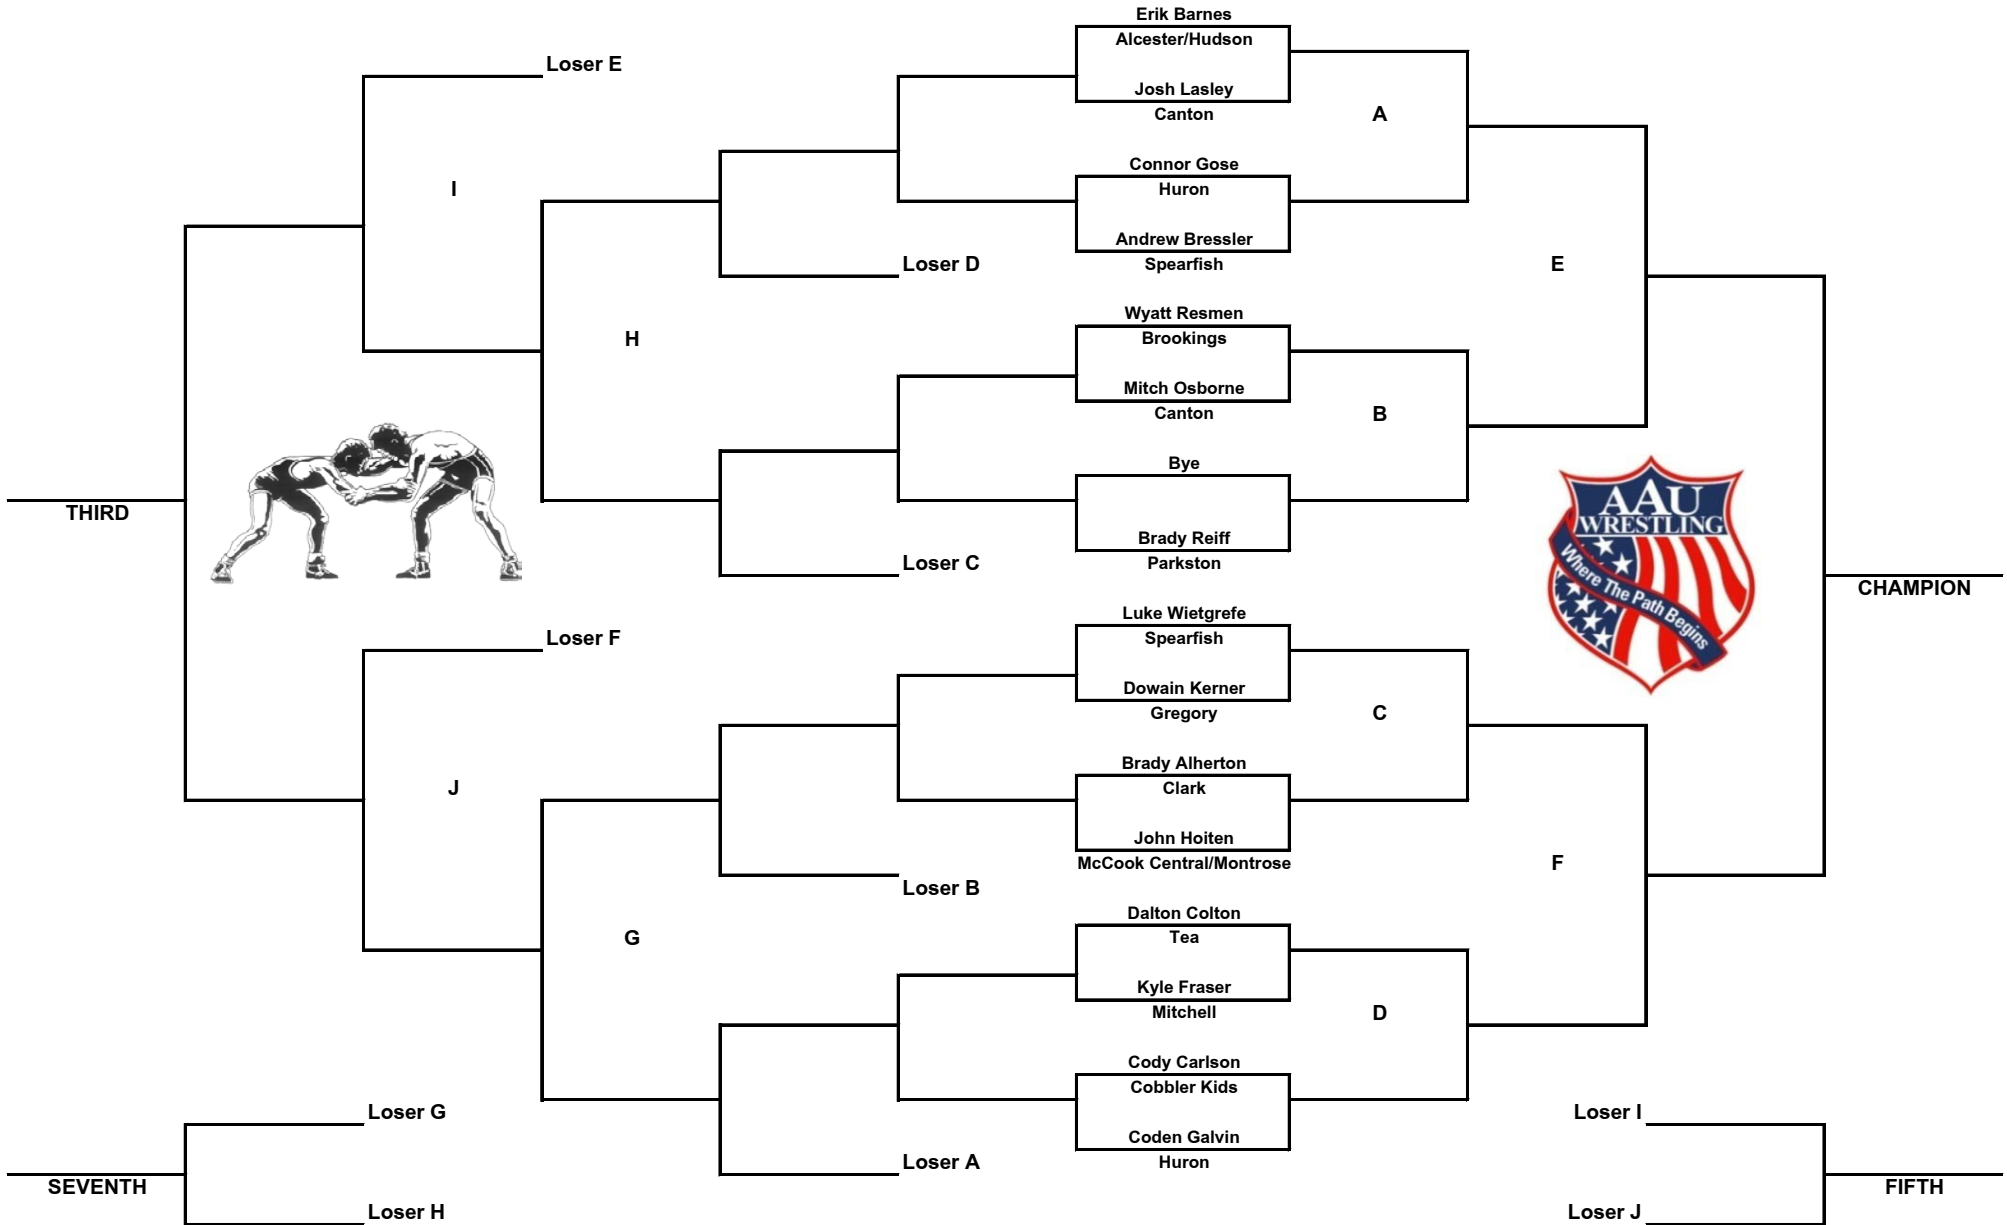 Erik Barnes
Alcester/Hudson
Loser E
Josh Lasley
Canton
A
Connor Gose
I
Huron
Andrew Bressler
Loser D
Spearfish
E
Wyatt Resmen
H
Brookings
Mitch Osborne
Canton
B
Bye
AAU
WRESTLING
Where The Path Begins
THIRD
Brady Reiff
Loser C
Parkston
CHAMPION
Luke Wietgrefe
Loser F
Spearfish
Dowain Kerner
Gregory
C
Brady Alherton
J
Clark
John Hoiten
McCook Central/Montrose
F
Loser B
Dalton Colton
G
Tea
Kyle Fraser
Mitchell
D
Cody Carlson
Cobbler Kids
Loser G
Loser I
Coden Galvin
Loser A
Huron
SEVENTH
FIFTH
Loser H
Loser J